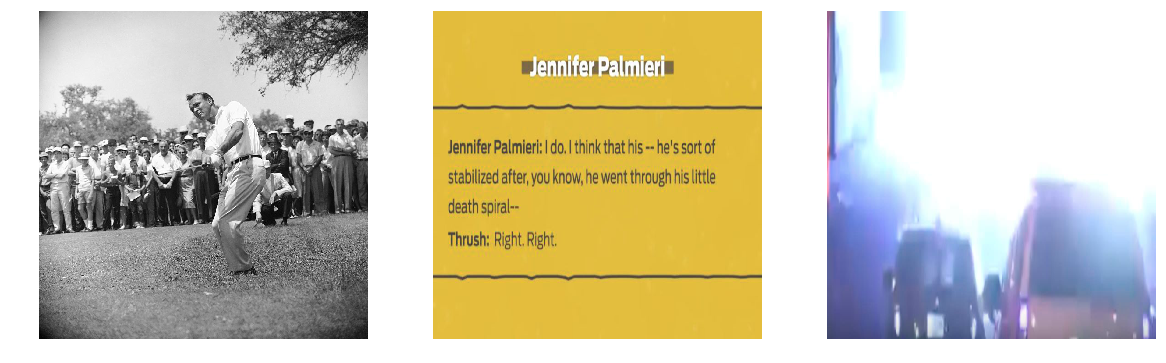 Jennifer Palmieri
Jennifer Palmieri: I do. I think that his -- he's sort of
stabilized after, you know, he went through his little
death spiral--
Thrush: Right. Right.